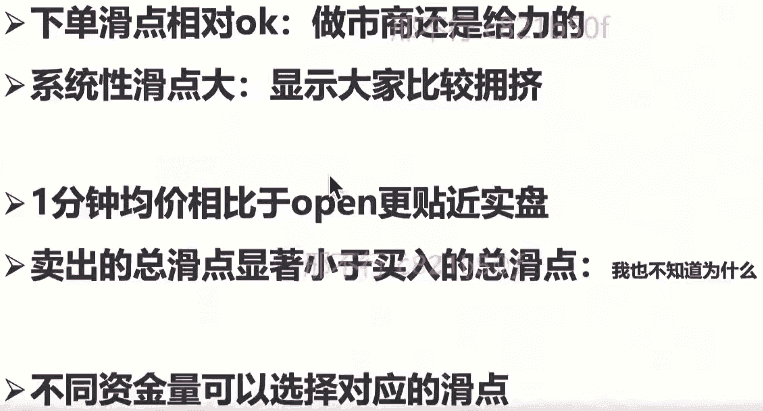 ➢下单滑点相对ok：做市商还是给力的
➢系统性滑点大：显示大家比较拥挤
➢1分钟均价相比于open更贴近实盘
➢卖出的总滑点显著小于买入的总滑点：我也不知道为什么
➢不同资金量可以选择对应的滑点